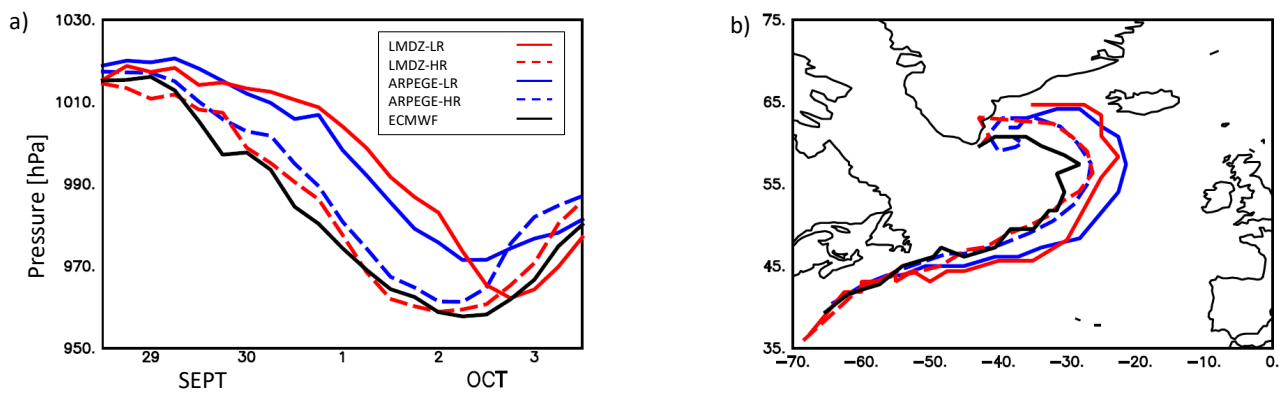 a)
1030.
1010.
990.
970.
950.
Pressure [hPa]
LMDZ-LR
LMDZ-HR
ARPEGE-LR
ARPEGE-HR
ECMWF
29 30 1 2 3
SEPT OCT
b)
75.
65.
55.
45.
35.
−70. −60. −50. −40. −30. −20. −10. 0.